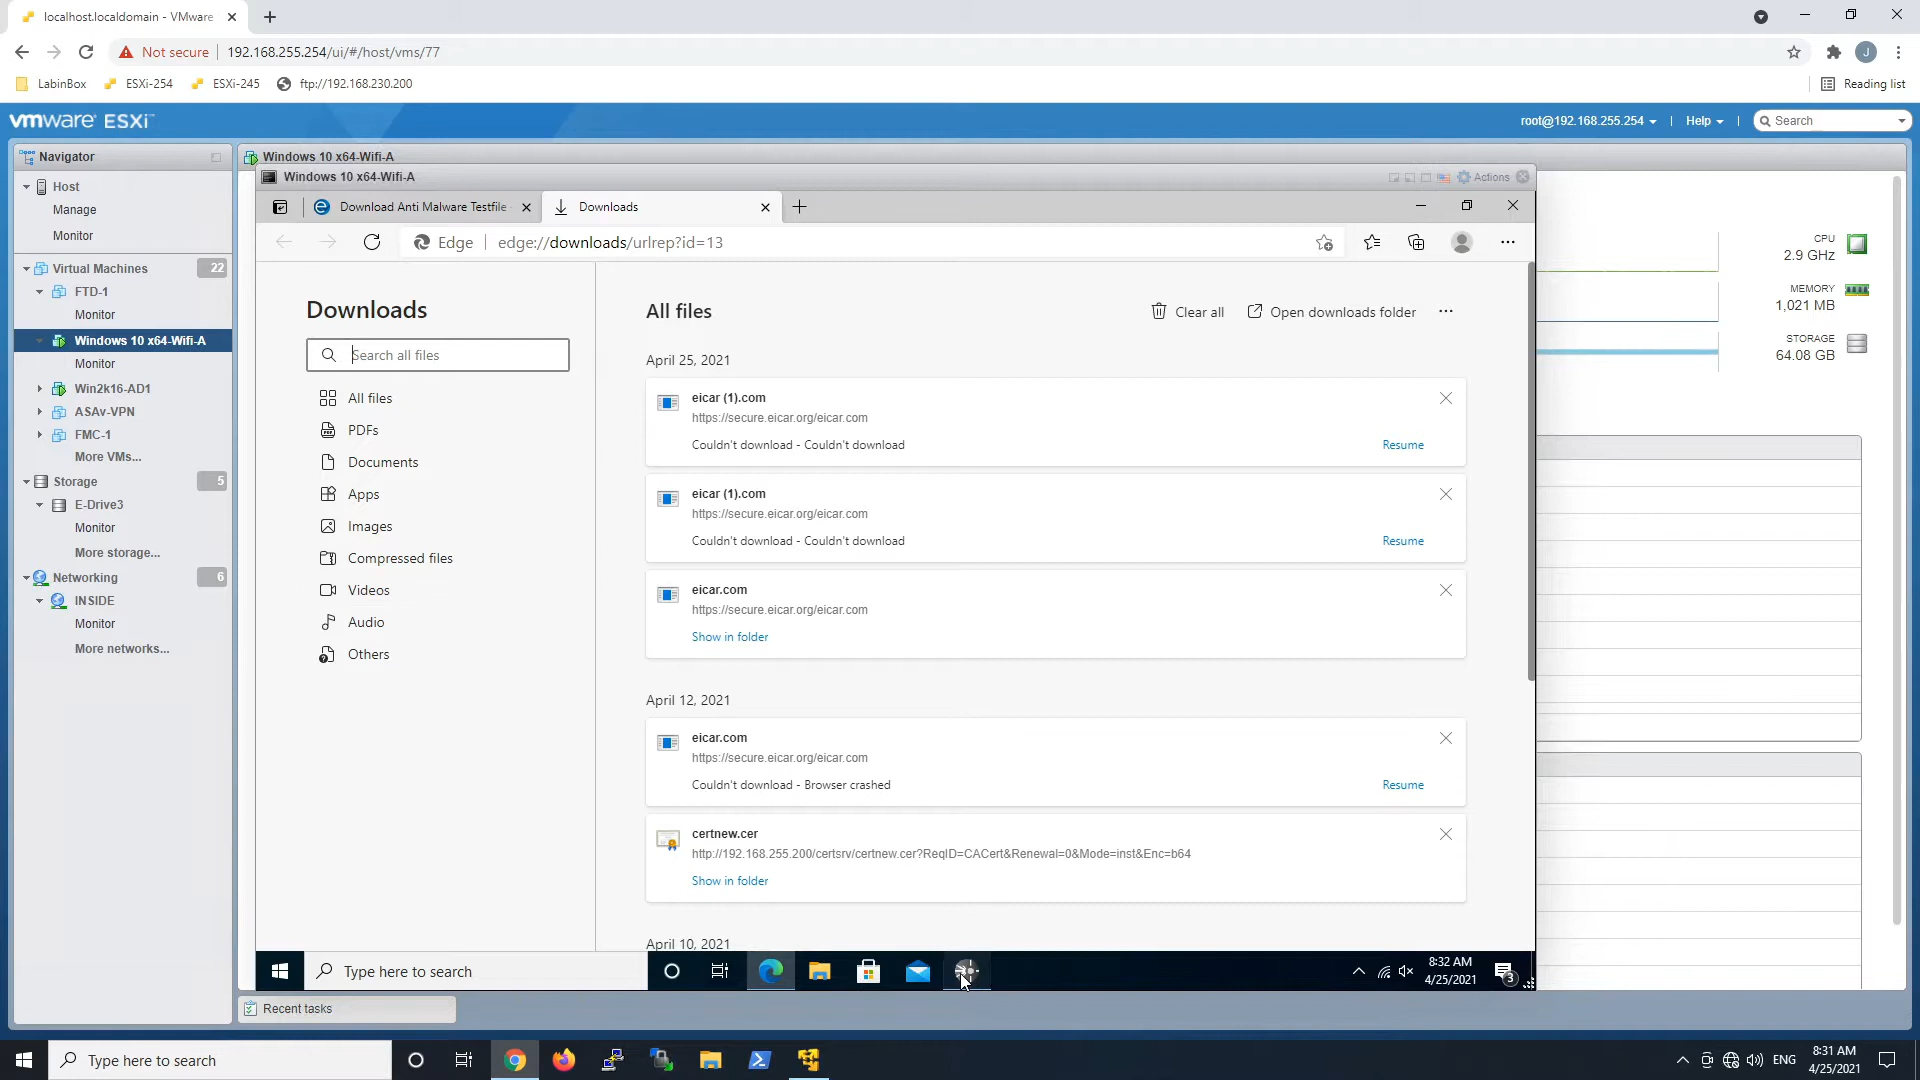 localhost.localdomain - VMware
Not secure
192.168.255.254/ui/#/host/vms/77
J
LabinBox
ESXi-254
ESXi-245
ftp://192.168.230.200
Reading list
vmware ESXi
root@192.168.255.254
Help
Search
Navigator
Host
Manage
Monitor
Virtual Machines
22
FTD-1
Monitor
Windows 10 x64-Wifi-A
Monitor
Win2k16-AD1
ASAv-VPN
FMC-1
More VMs...
Storage
5
E-Drive3
Monitor
More storage...
Networking
6
INSIDE
Monitor
More networks...
Windows 10 x64-Wifi-A
Windows 10 x64-Wifi-A
Actions
Download Anti Malware Testfile
Downloads
Edge
edge://downloads/urlrep?id=13
Downloads
Search all files
All files
PDFs
Documents
Apps
Images
Compressed files
Videos
Audio
Others
All files
Clear all
Open downloads folder
April 25, 2021
eicar (1).com
https://secure.eicar.org/eicar.com
Couldn't download - Couldn't download
Resume
eicar (1).com
https://secure.eicar.org/eicar.com
Couldn't download - Couldn't download
Resume
eicar.com
https://secure.eicar.org/eicar.com
Show in folder
April 12, 2021
eicar.com
https://secure.eicar.org/eicar.com
Couldn't download - Browser crashed
Resume
certnew.cer
http://192.168.255.200/certsrv/certnew.cer?ReqID=CACert&Renewal=0&Mode=inst&Enc=b64
Show in folder
April 10, 2021
Type here to search
8:32 AM
4/25/2021
3
CPU
2.9 GHz
MEMORY
1,021 MB
STORAGE
64.08 GB
Recent tasks
Type here to search
ENG
8:31 AM
4/25/2021